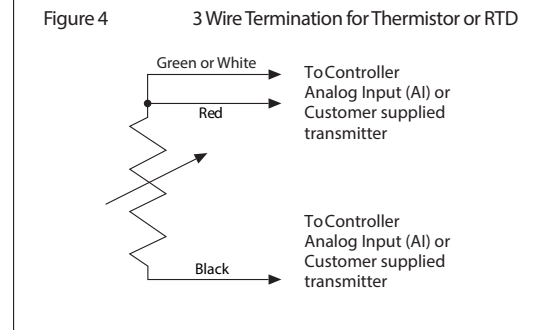 Figure 4 3 Wire Termination for Thermistor or RTD
Green or White
Red
To Controller
Analog Input (AI) or
Customer supplied
transmitter
To Controller
Analog Input (AI) or
Customer supplied
transmitter
Black